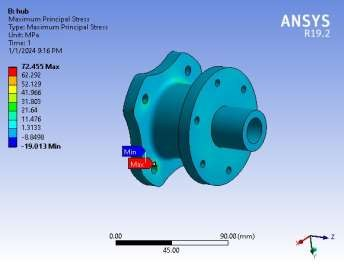 B: hub
Maximum Principal Stress
Type: Maximum Principal Stress
Unit: MPa
Time: 1
1/1/2024 9:16 PM
72.455 Max
62.292
52.129
41.966
31.803
21.64
11.476
1.3133
-8.8498
-19.013 Min
ANSYS
R19.2
Min
Max
0.00
90.00 (mm)
45.00
X
Y
Z